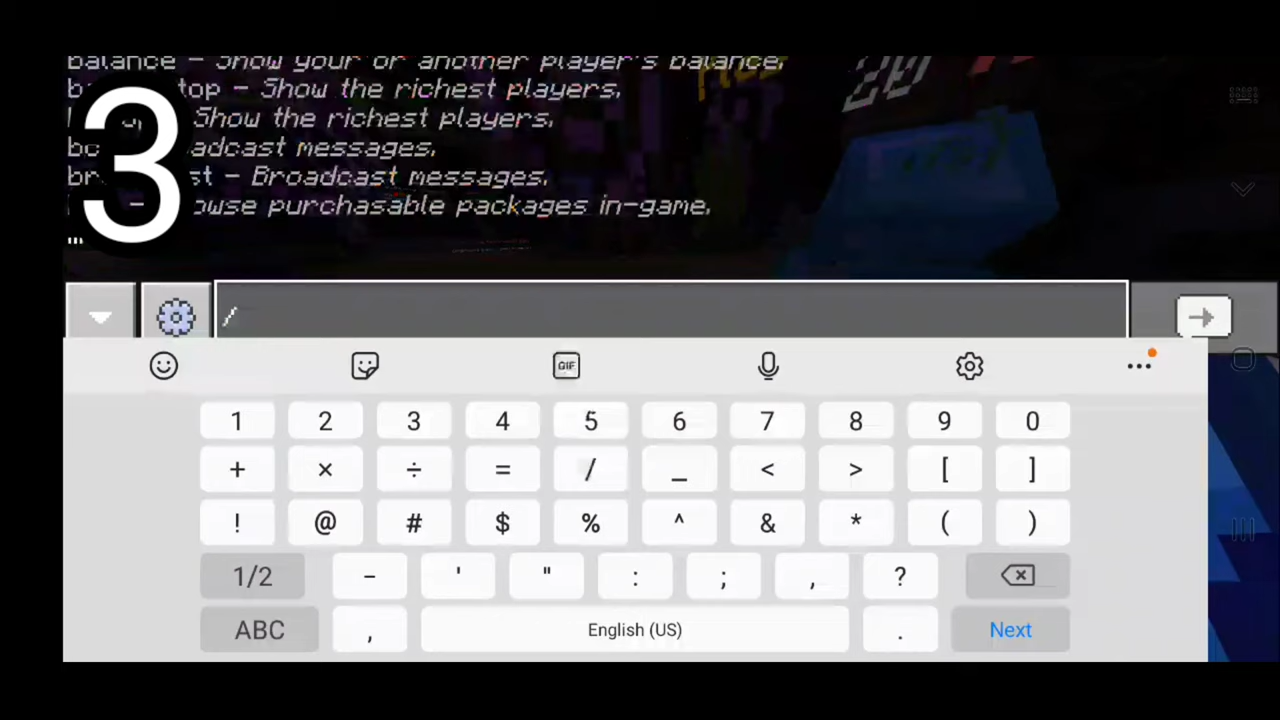 balance - Show your or another player's balance.
top - Show the richest players.
3
Show the richest players.
adcast messages.
st - Broadcast messages.
owse purchasable packages in-game.
...
20
/
GIF
1 2 3 4 5 6 7 8 9 0
+ × ÷ = / _ < > [ ]
! @ # $ % ^ & * ( )
1/2 - ' " : ; , ?
ABC , English (US) . Next